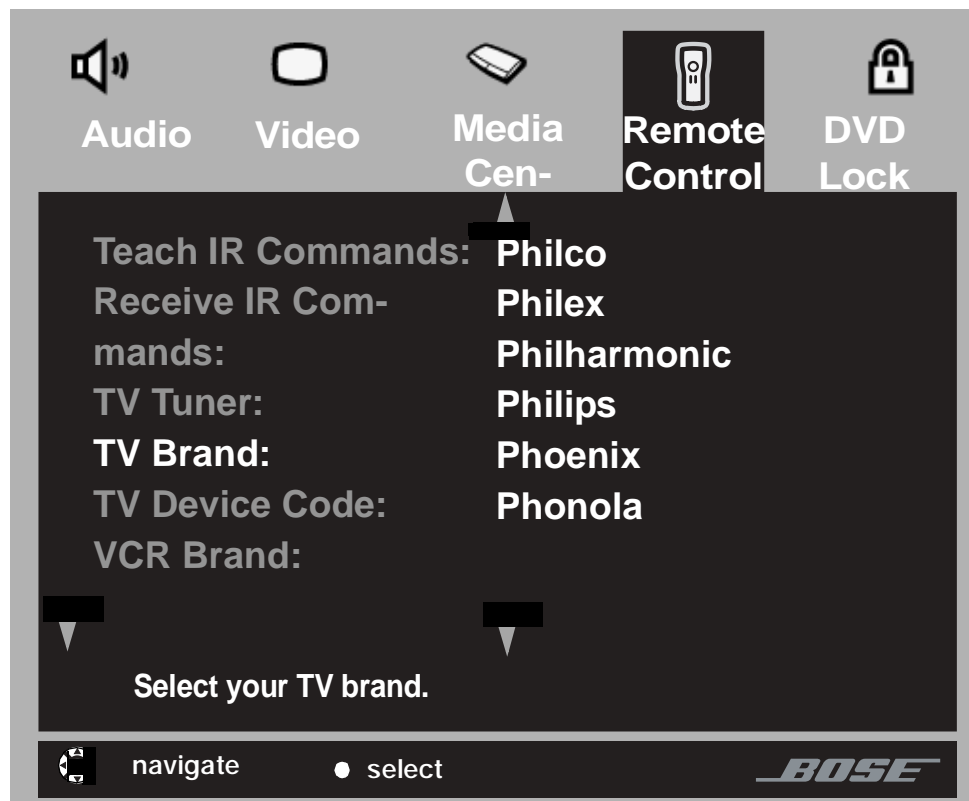 Audio Video Media Remote DVD
Cen- Control Lock
Teach IR Commands: Philco
Receive IR Com- Philex
mands: Philharmonic
TV Tuner: Philips
TV Brand: Phoenix
TV Device Code: Phonola
VCR Brand:
Select your TV brand.
navigate select BOSE